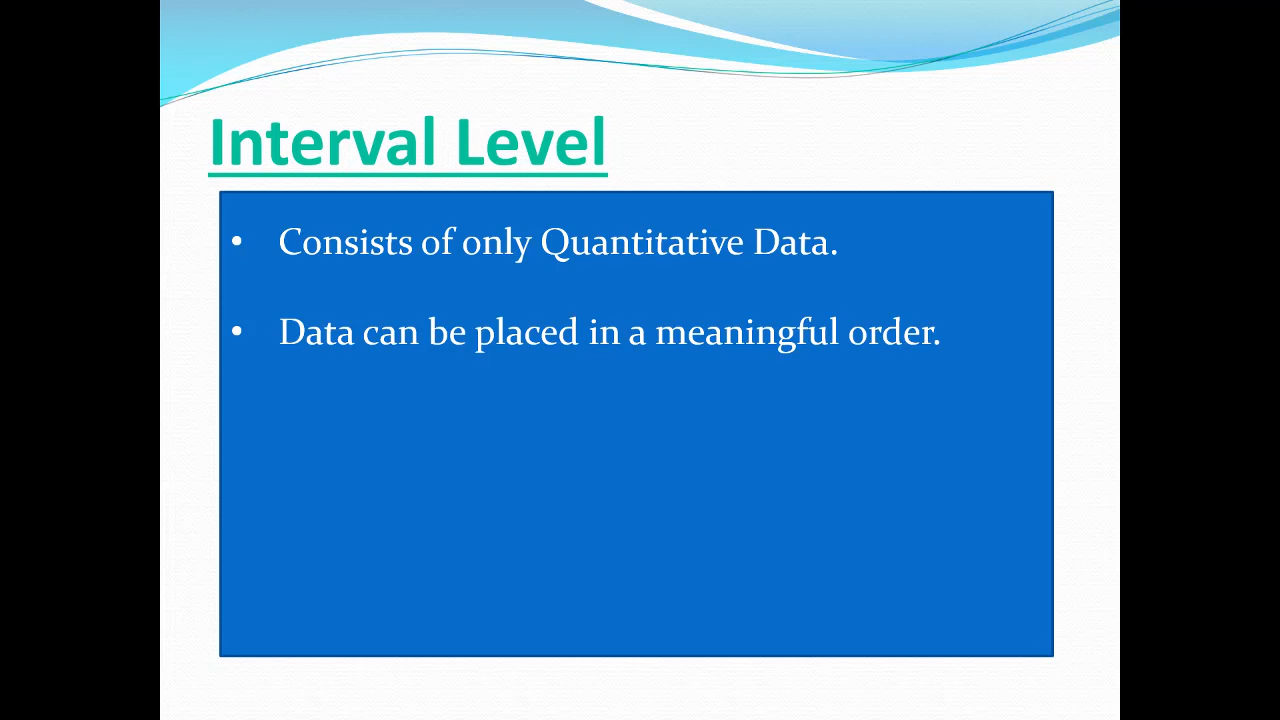 Interval Level
• Consists of only Quantitative Data.
• Data can be placed in a meaningful order.